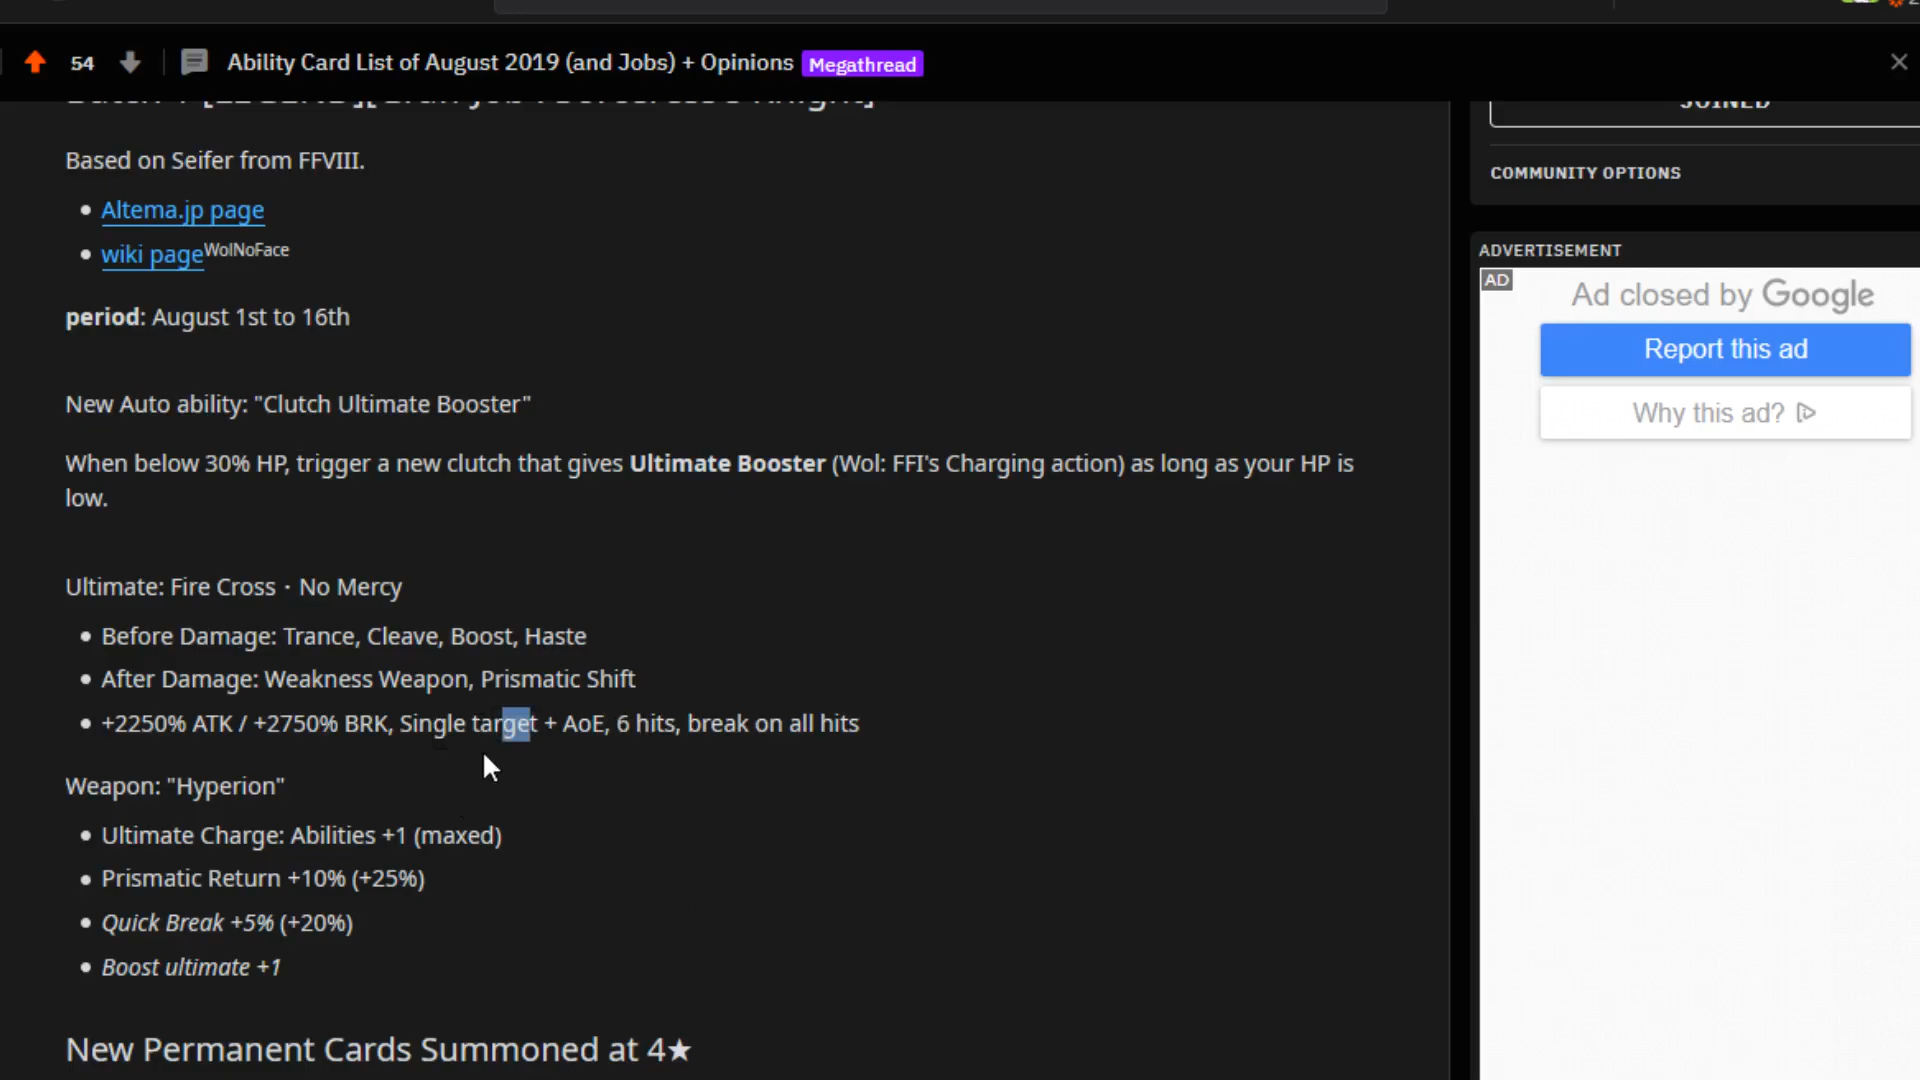 54
Ability Card List of August 2019 (and Jobs) + Opinions Megathread
JOINED
Based on Seifer from FFVIII.
COMMUNITY OPTIONS
Altema.jp page
wiki page WolNoFace
ADVERTISEMENT
AD
Ad closed by Google
period: August 1st to 16th
Report this ad
New Auto ability: "Clutch Ultimate Booster"
Why this ad?
When below 30% HP, trigger a new clutch that gives Ultimate Booster (Wol: FFI's Charging action) as long as your HP is
low.
Ultimate: Fire Cross · No Mercy
Before Damage: Trance, Cleave, Boost, Haste
After Damage: Weakness Weapon, Prismatic Shift
+2250% ATK / +2750% BRK, Single target + AoE, 6 hits, break on all hits
Weapon: "Hyperion"
Ultimate Charge: Abilities +1 (maxed)
Prismatic Return +10% (+25%)
Quick Break +5% (+20%)
Boost ultimate +1
New Permanent Cards Summoned at 4★